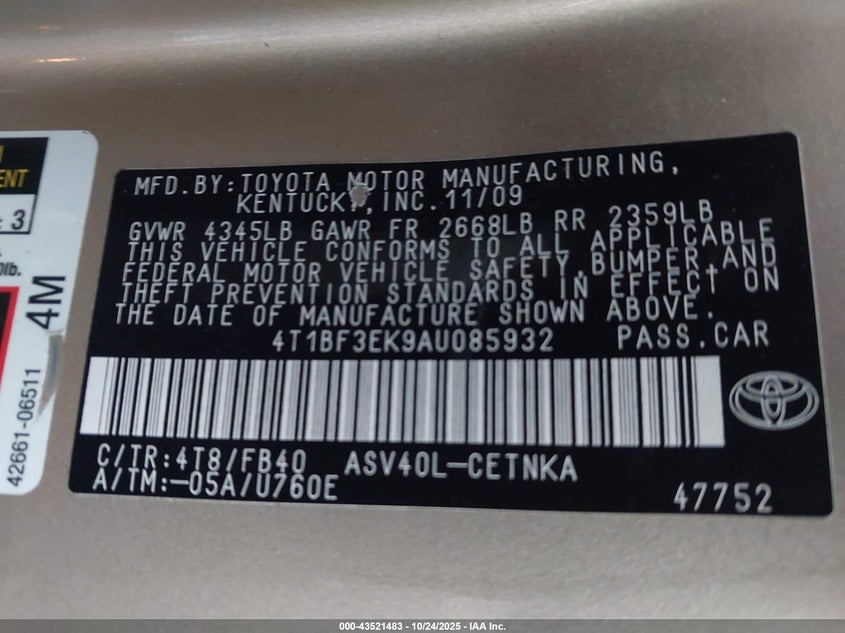 ENT
: 3
0lb.
4M
42661-06511
MFD.BY:TOYOTA MOTOR MANUFACTURING,
KENTUCKY,INC.11/09
GVWR 4345LB GAWR FR 2668LB RR 2359LB
THIS VEHICLE CONFORMS TO ALL APPLICABLE
FEDERAL MOTOR VEHICLE SAFETY,BUMPER,AND
THEFT PREVENTION STANDARDS IN EFFECT ON
THE DATE OF MANUFACTURE SHOWN ABOVE.
4T1BF3EK9AU085932 PASS.CAR
C/TR:4T8/FB40 ASV40L-CETNKA
A/TM:-05A/U760E
47752
000-43521483 - 10/24/2025 - IAA Inc.